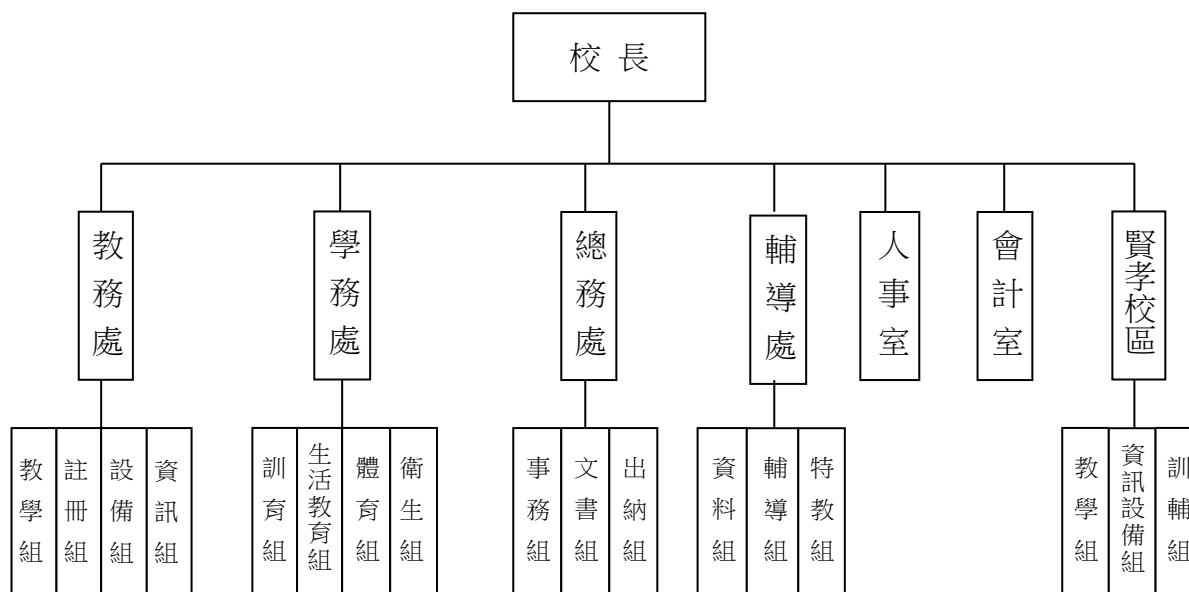 校長
教務處
學務處
總務處
輔導處
人事室
會計室
賢孝校區
教學組
註冊組
設備組
資訊組
訓育組
生活教育組
體育組
衛生組
事務組
文書組
出納組
資料組
輔導組
特教組
教學組
資訊設備組
訓輔組